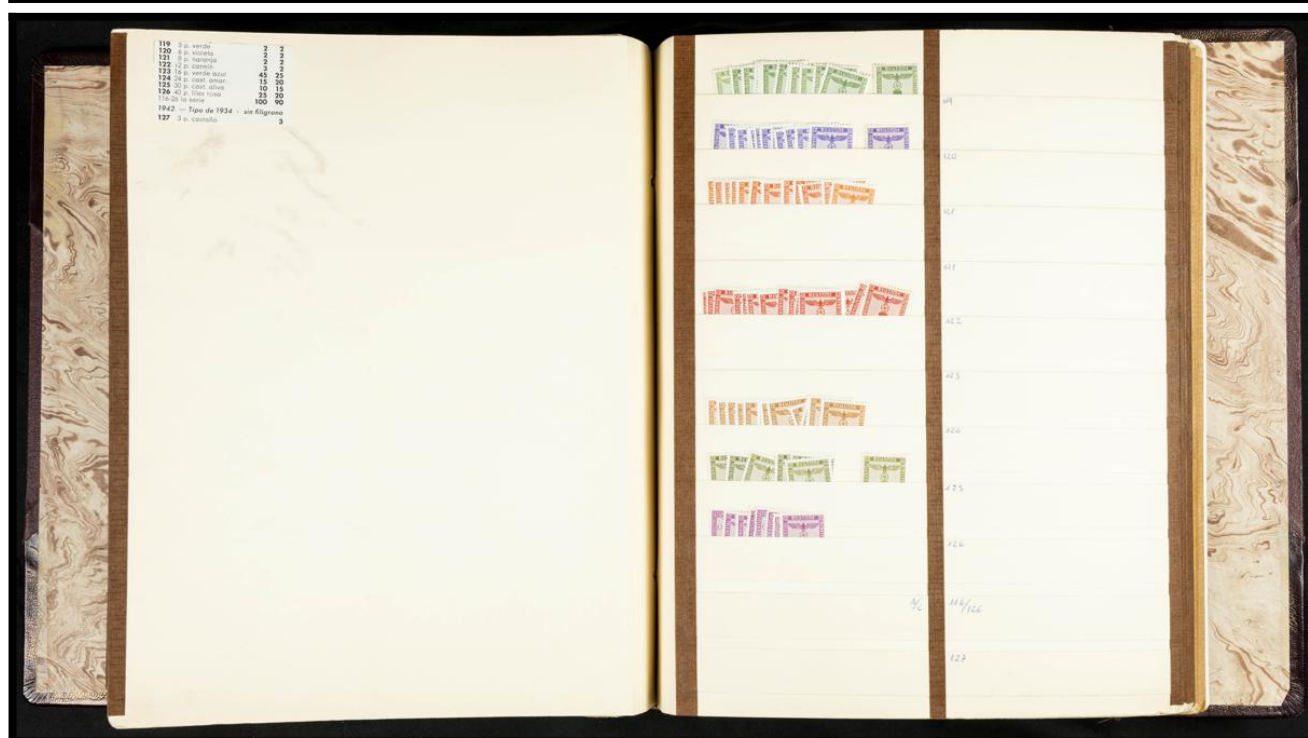 119 3 p. verde 2 2
120 6 p. violeta 2 2
121 8 p. naranja 2 2
122 12 p. carmín 3 2
123 16 p. verde azur 45 25
124 24 p. cast. amar. 15 20
125 30 p. cast. oliva 10 15
126 40 p. lilas rosa 25 20
116-26 la serie 100 90
1942. — Tipo de 1934 - sin filigrana
127 3 p. castaño 3
119
120
121
121
122
123
124
125
126
116/126
127